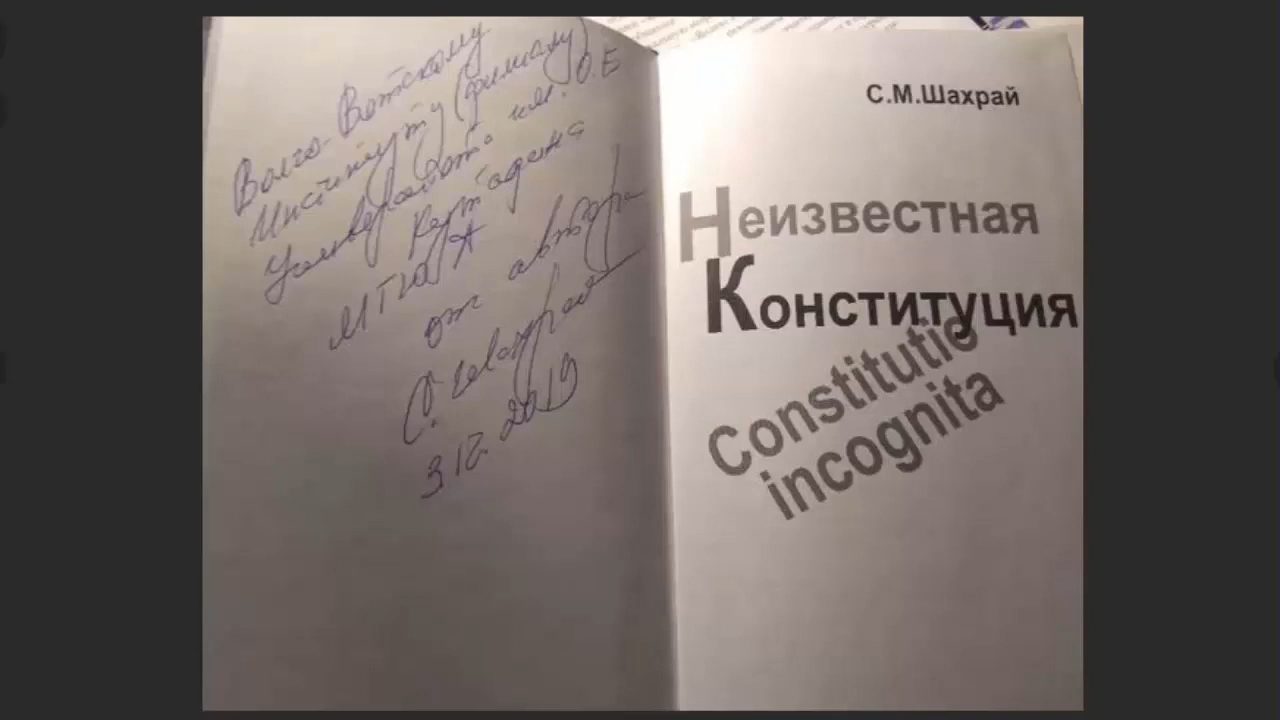 Волго-Вятскому
Институту (филиалу)
Университета им. О.Е
Кутафина
МГЮА
от автора
С. Шахрай
3 12. 2019
С.М.Шахрай
Неизвестная
Конституция
Constitutio
incognita